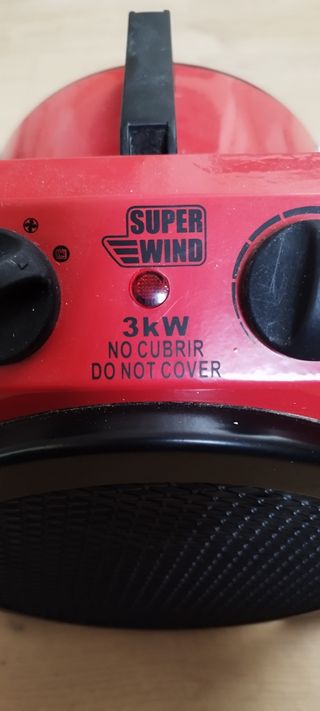 SUPER
WIND
3kW
NO CUBRIR
DO NOT COVER